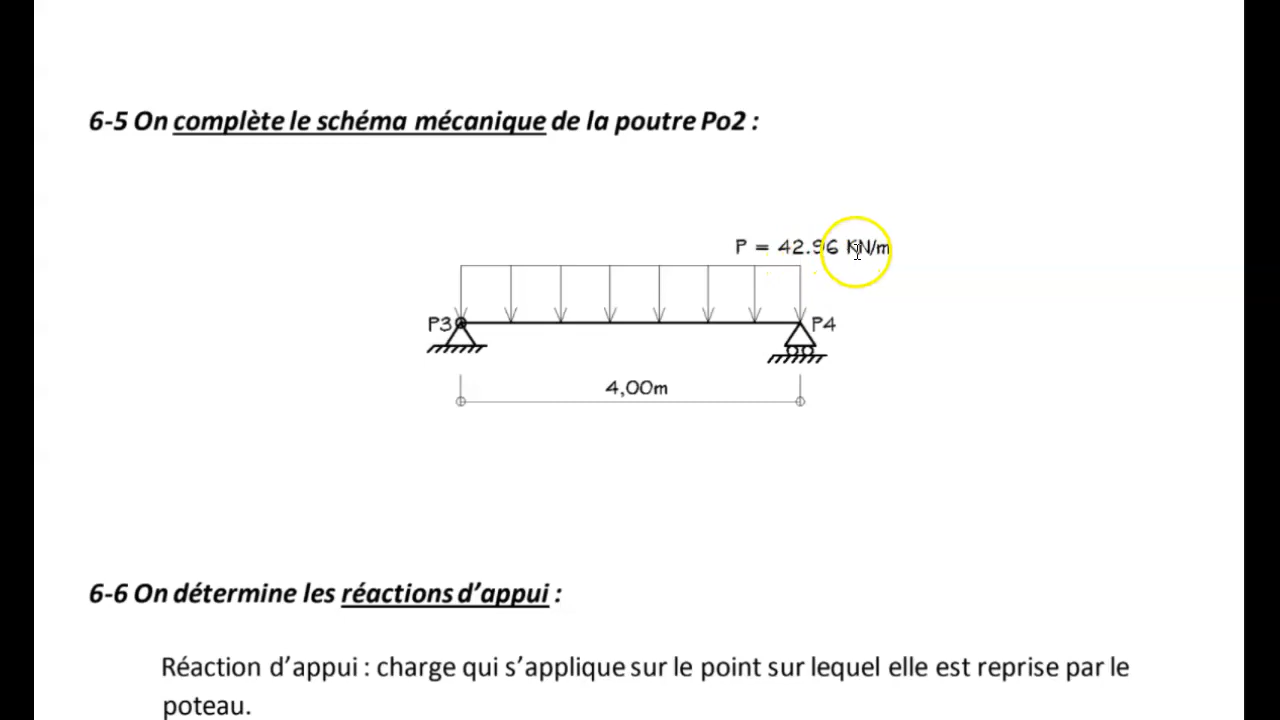 6-5 On complète le schéma mécanique de la poutre Po2 :
P = 42.96 KN/m
P3
P4
4,00m
6-6 On détermine les réactions d’appui :
Réaction d’appui : charge qui s’applique sur le point sur lequel elle est reprise par le
poteau.